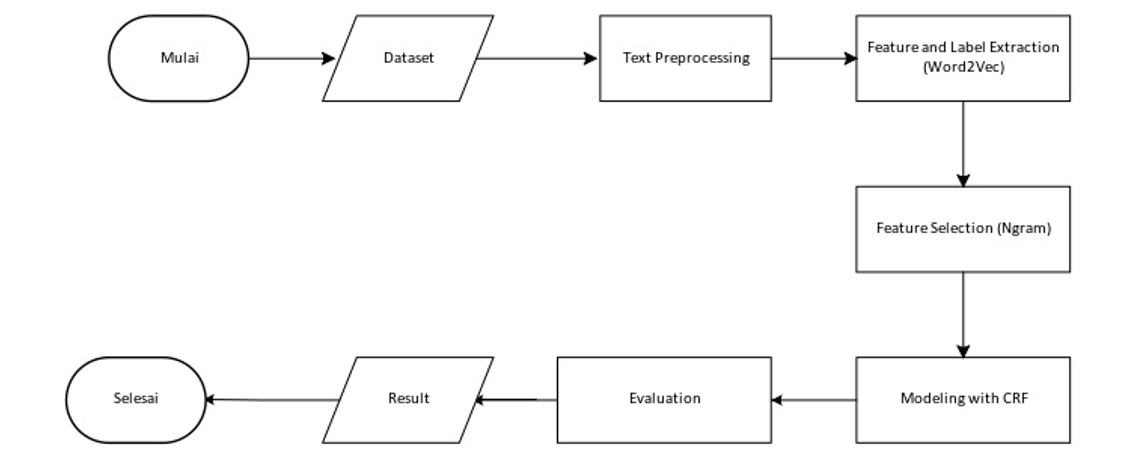 Mulai
Dataset
Text Preprocessing
Feature and Label Extraction
(Word2Vec)
Feature Selection (Ngram)
Modeling with CRF
Evaluation
Result
Selesai